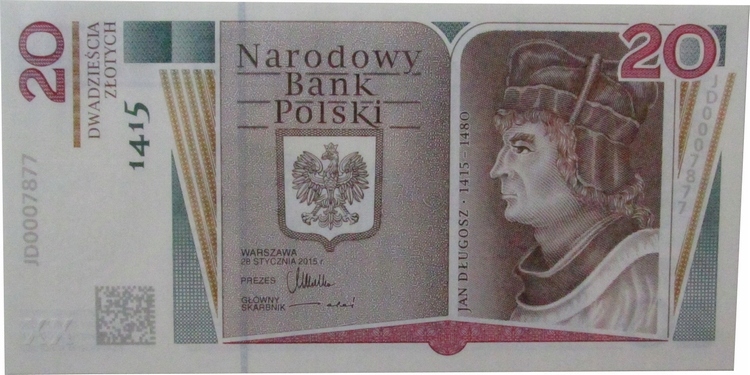 20
DWADZIEŚCIA
ZŁOTYCH
1415
JD0007877
XX
Narodowy
Bank
Polski
WARSZAWA
28 STYCZNIA 2015 r.
PREZES
GŁÓWNY
SKARBNIK
JAN DŁUGOSZ · 1415 - 1480
20
JD0007877